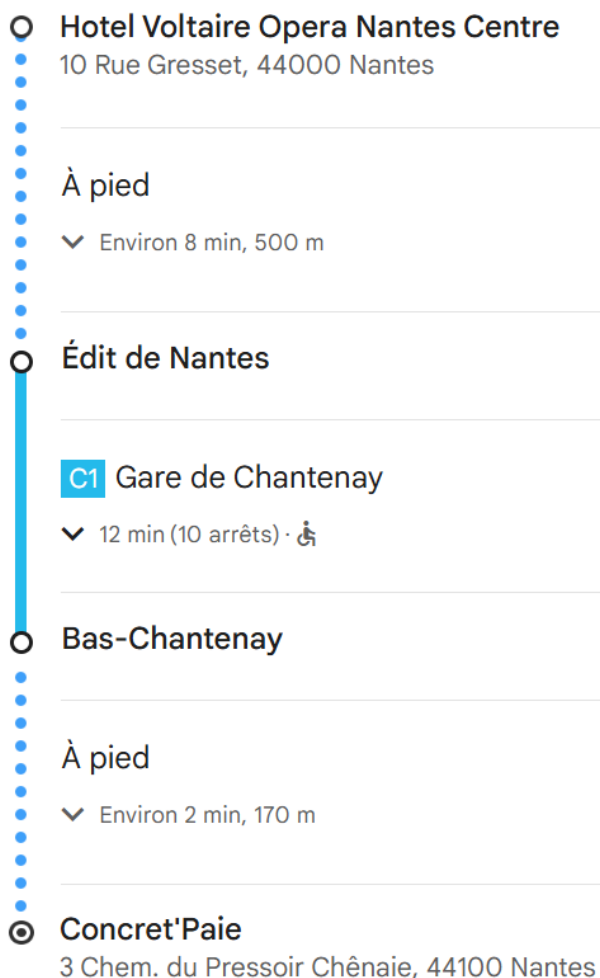 Hotel Voltaire Opera Nantes Centre
10 Rue Gresset, 44000 Nantes
À pied
Environ 8 min, 500 m
Édit de Nantes
C1 Gare de Chantenay
12 min (10 arrêts) ·
Bas-Chantenay
À pied
Environ 2 min, 170 m
Concret'Paie
3 Chem. du Pressoir Chênaie, 44100 Nantes